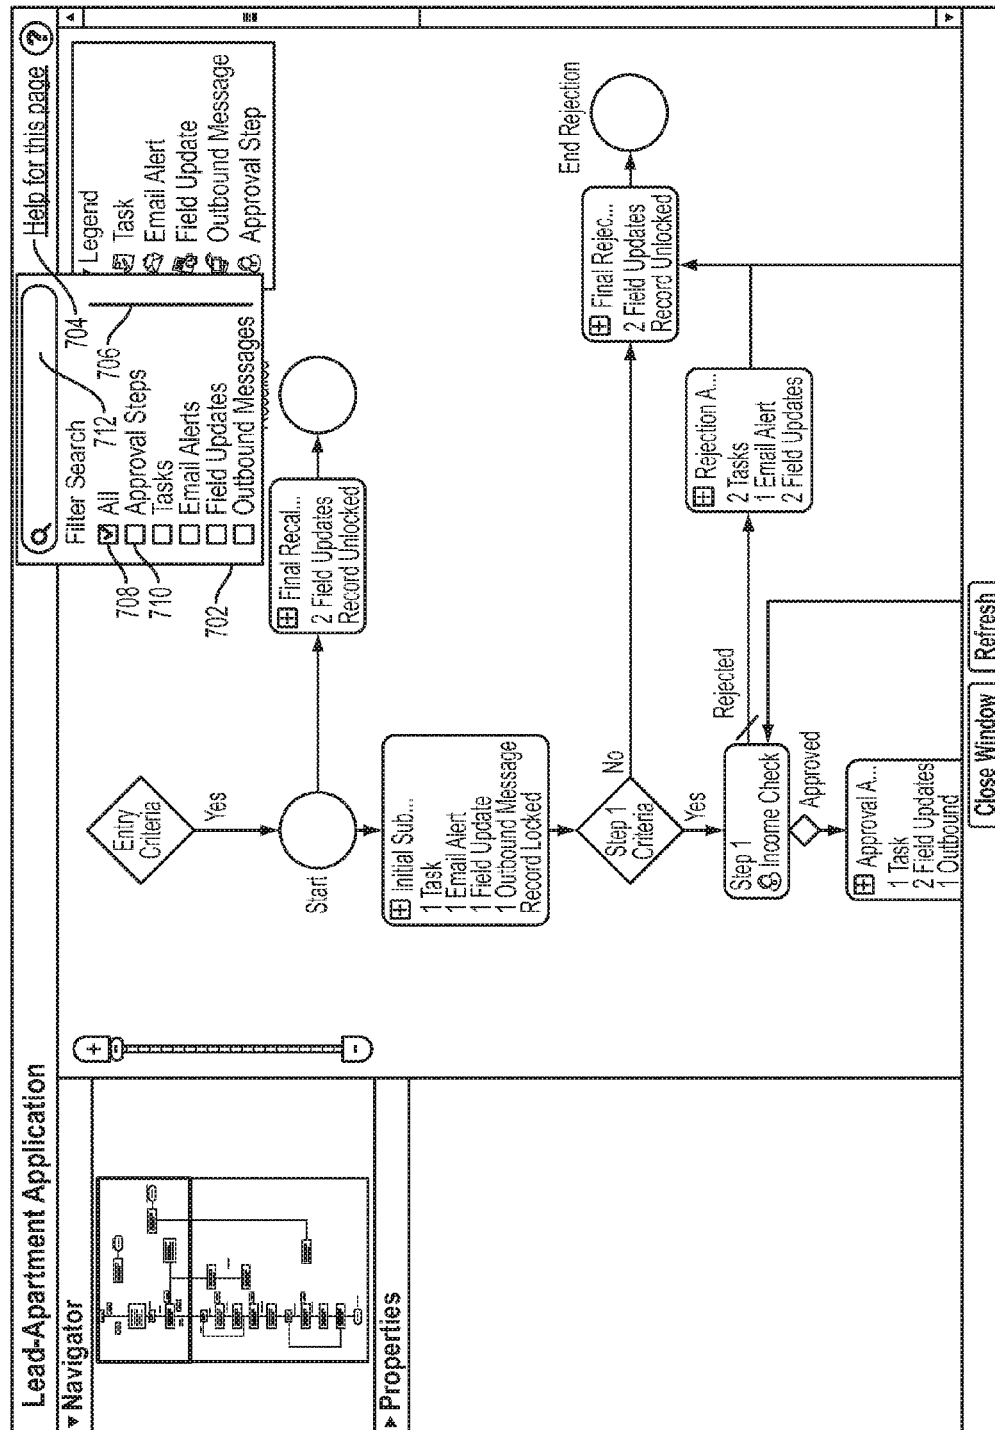 Lead-Apartment Application
Help for this page ?
▾ Navigator
▸ Properties
+
-
Filter Search
All
Approval Steps
Tasks
Email Alerts
Field Updates
Outbound Messages
702
704
706
708
710
712
Legend
Task
Email Alert
Field Update
Outbound Message
Approval Step
Entry
Criteria
Yes
Start
Final Recal...
2 Field Updates
Record Unlocked
Initial Sub...
1 Task
1 Email Alert
1 Field Update
1 Outbound Message
Record Locked
Step 1
Criteria
No
Yes
Final Rejec...
2 Field Updates
Record Unlocked
End Rejection
Step 1
Income Check
Rejected
Rejection A...
2 Tasks
1 Email Alert
2 Field Updates
Approved
Approval A...
1 Task
2 Field Updates
1 Outbound
Close Window
Refresh